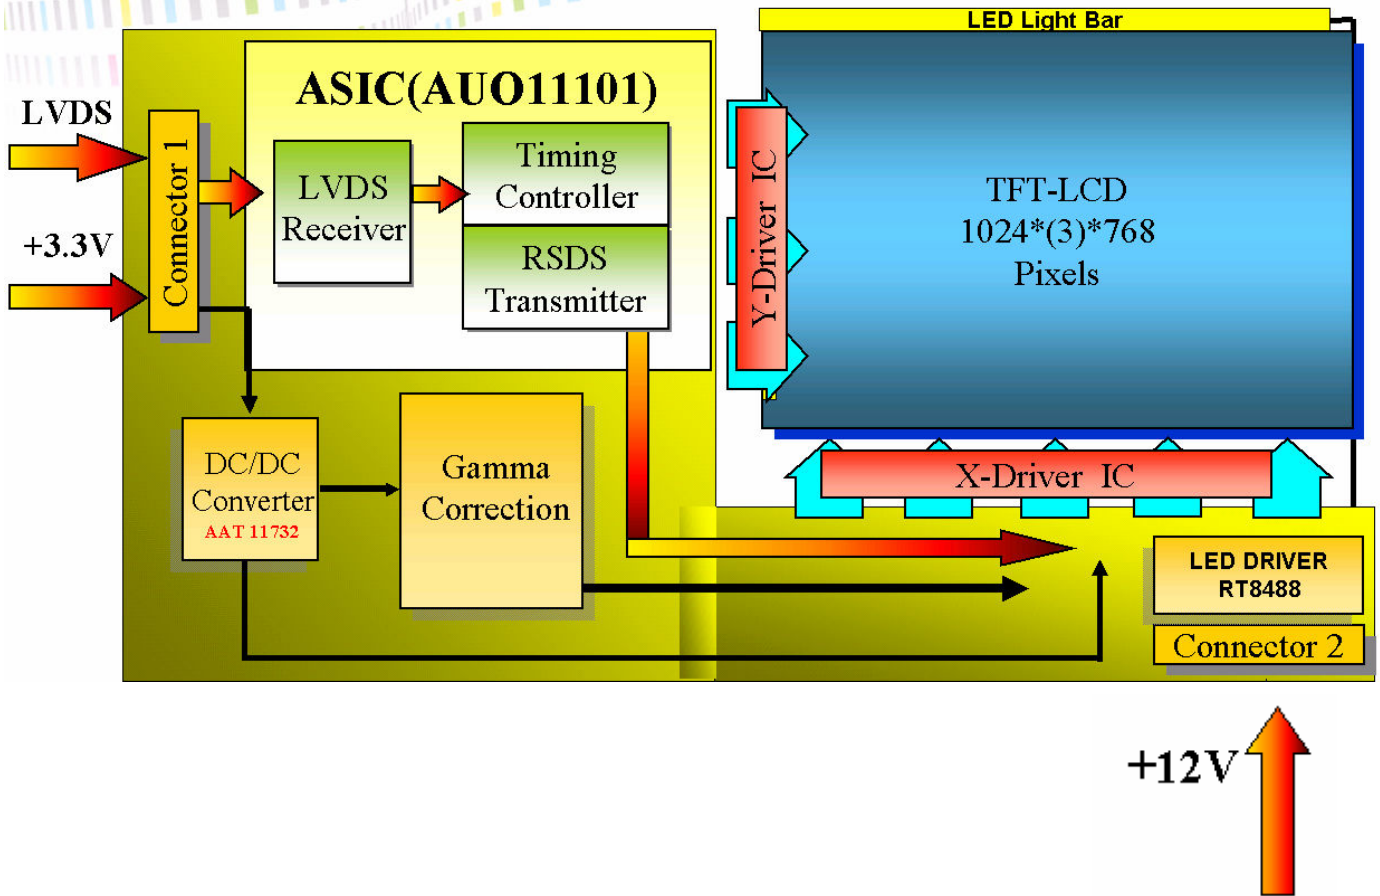 LED Light Bar
ASIC(AUO11101)
LVDS
+3.3V
Connector 1
LVDS
Receiver
Timing
Controller
RSDS
Transmitter
Y-Driver IC
TFT-LCD
1024*(3)*768
Pixels
DC/DC
Converter
AAT 11732
Gamma
Correction
X-Driver IC
LED DRIVER
RT8488
Connector 2
+12V